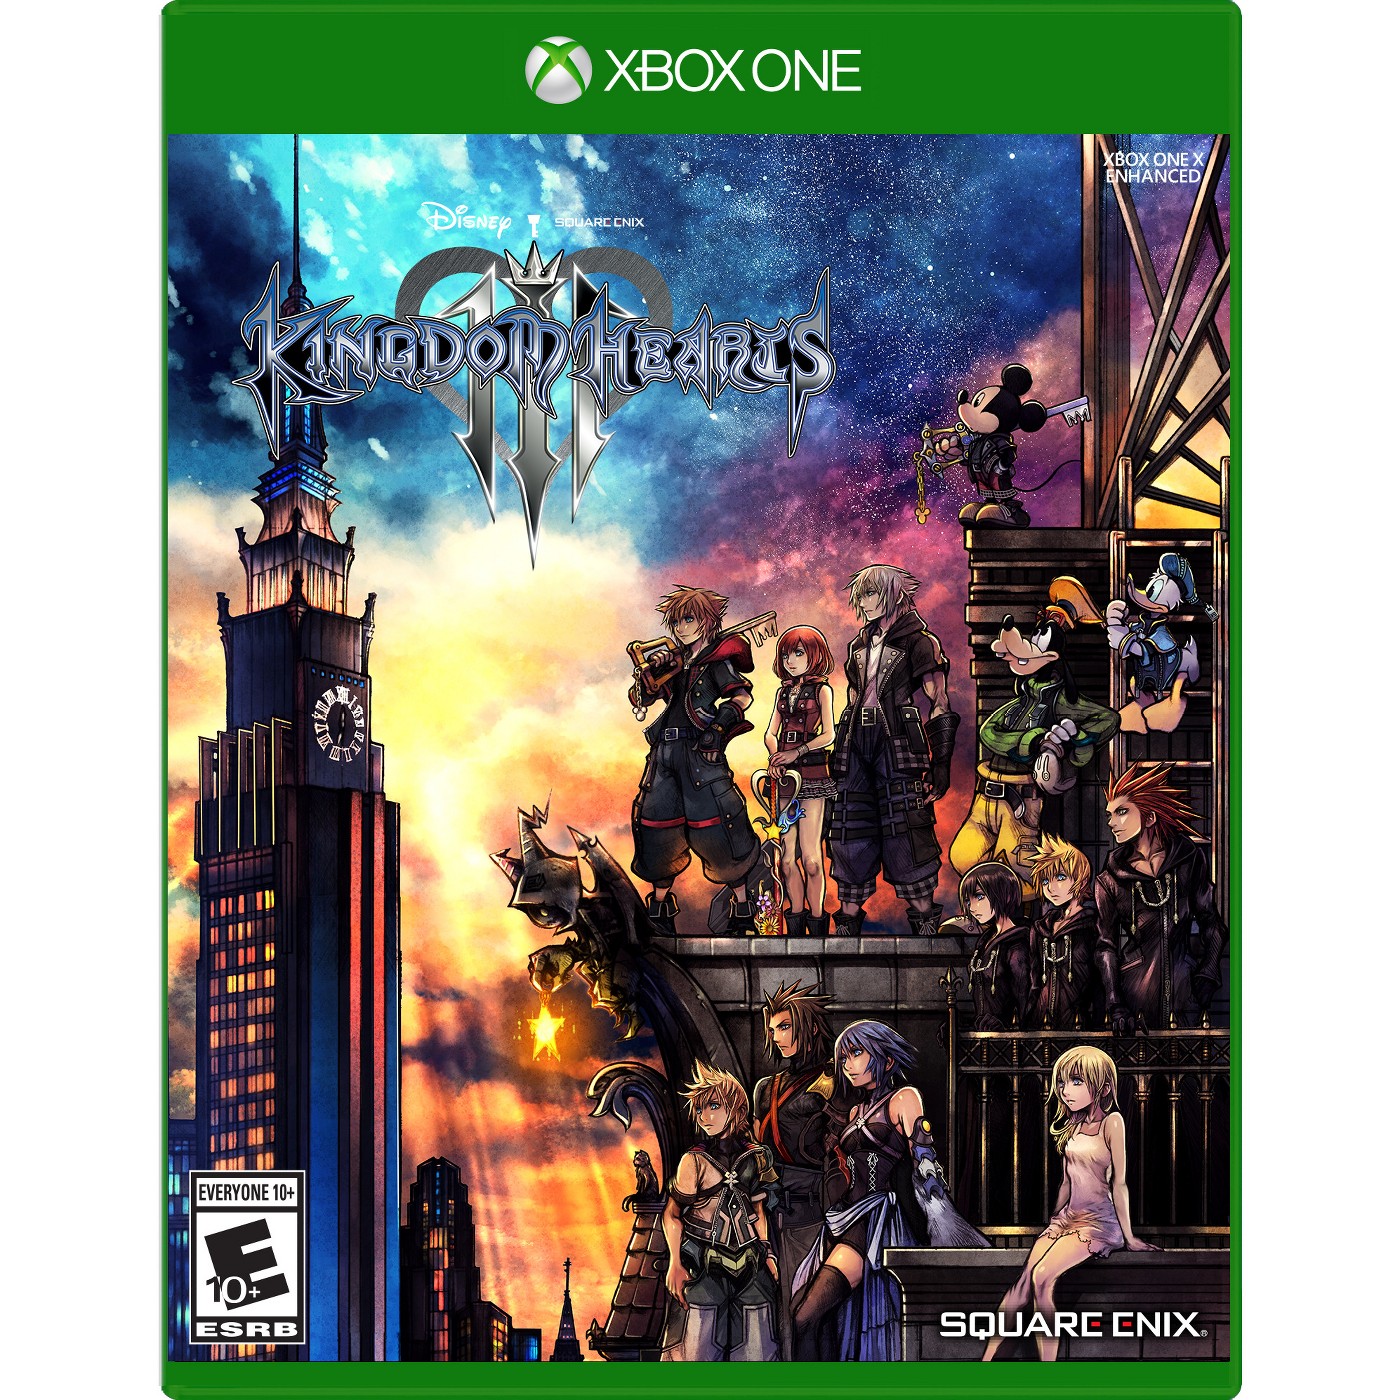 XBOX ONE
XBOX ONE X
ENHANCED
Disney
SQUARE ENIX
KINGDOM HEARTS
III
EVERYONE 10+
E
10+
ESRB
SQUARE ENIX®